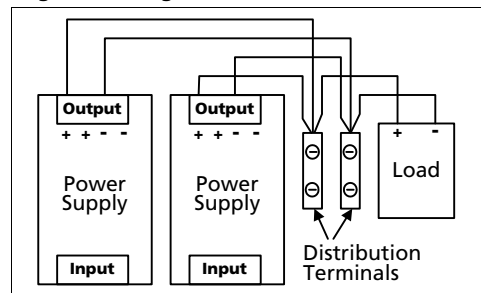 Output
Output
+ + - -
+ + - -
+ -
Power
Supply
Power
Supply
Load
Distribution
Terminals
Input
Input